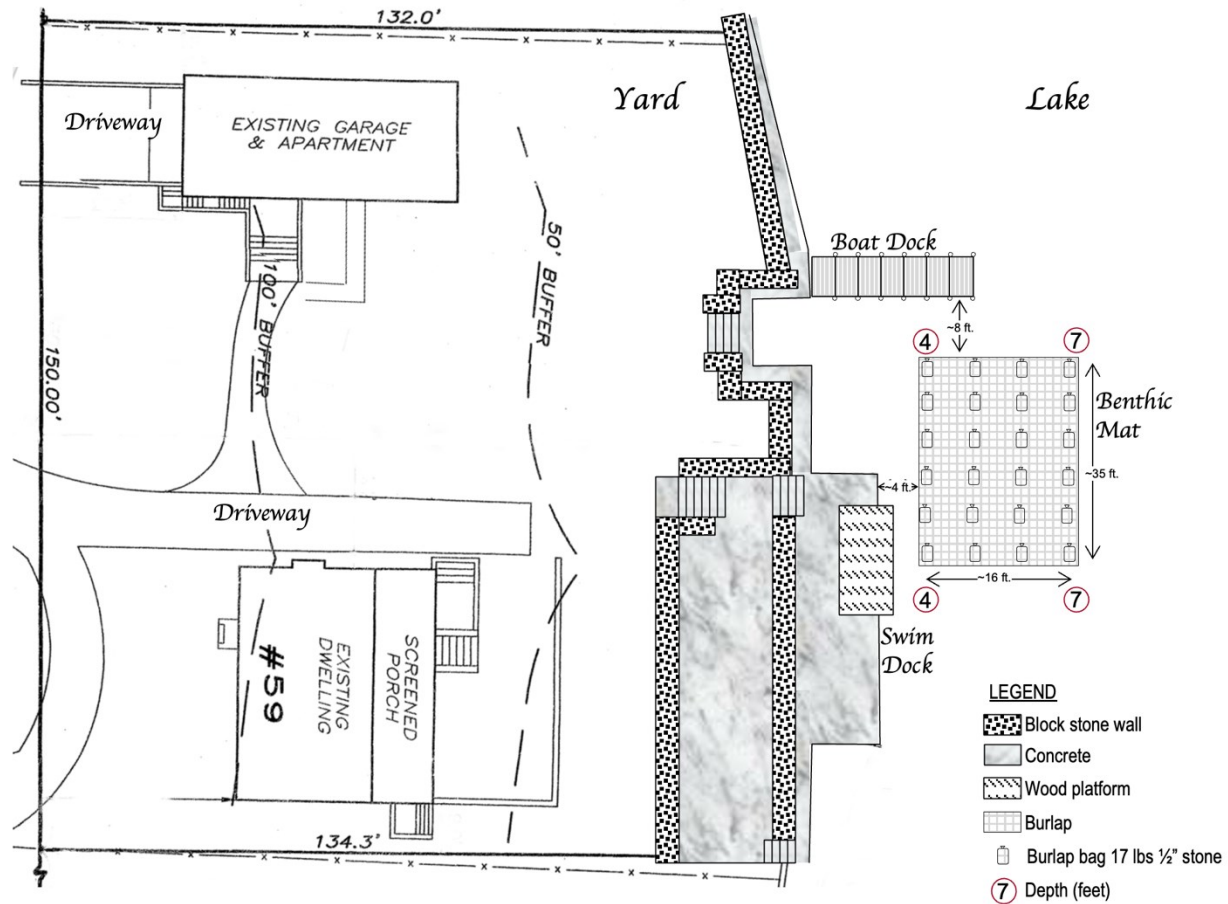 132.0'
Yard
Lake
Driveway
EXISTING GARAGE
& APARTMENT
50' BUFFER
100' BUFFER
150.00'
Boat Dock
~8 ft.
4
7
Benthic
Mat
~35 ft.
~4 ft.
~16 ft.
4
7
Driveway
#59
EXISTING
DWELLING
SCREENED
PORCH
Swim
Dock
134.3'
LEGEND
Block stone wall
Concrete
Wood platform
Burlap
Burlap bag 17 lbs ½" stone
7 Depth (feet)